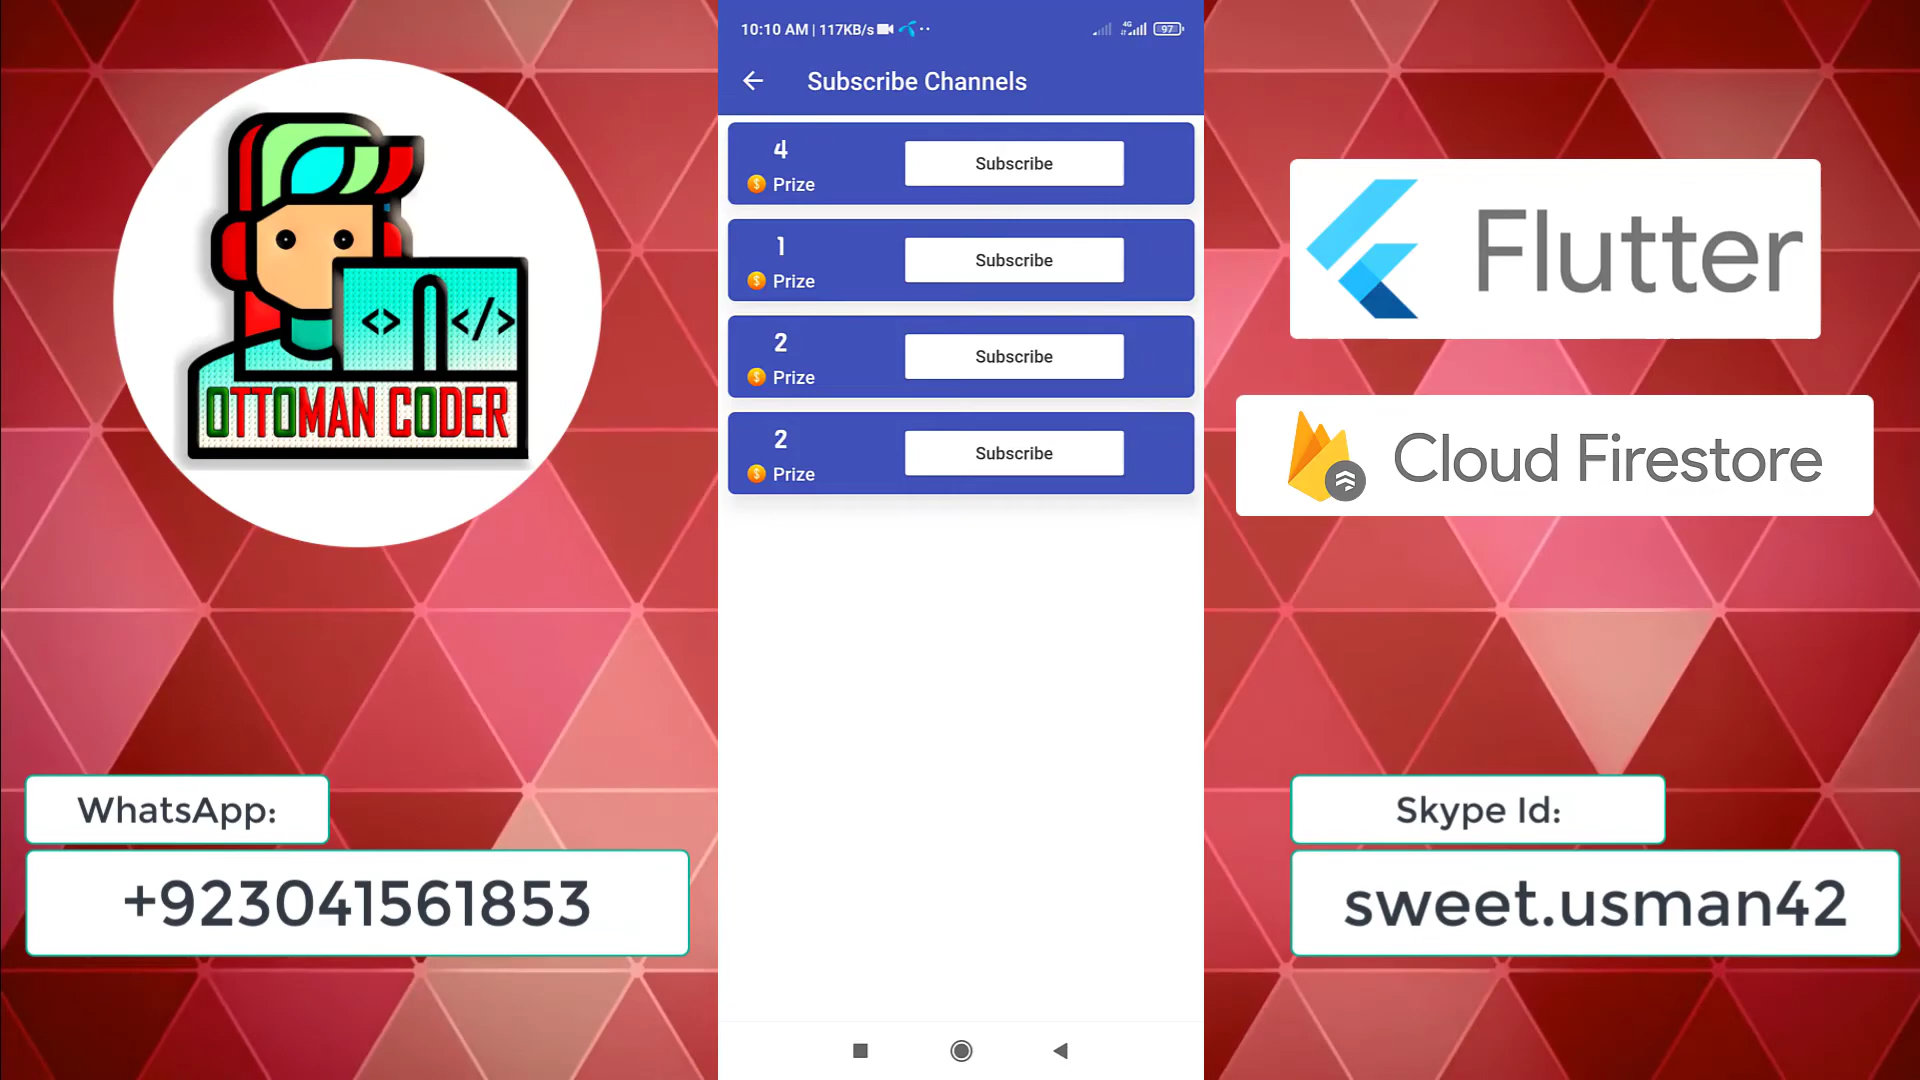 <> </>
OTTOMAN CODER
WhatsApp:
+923041561853
10:10 AM | 117KB/s
4G
97
Subscribe Channels
4
Prize
Subscribe
1
Prize
Subscribe
2
Prize
Subscribe
2
Prize
Subscribe
Flutter
Cloud Firestore
Skype Id:
sweet.usman42